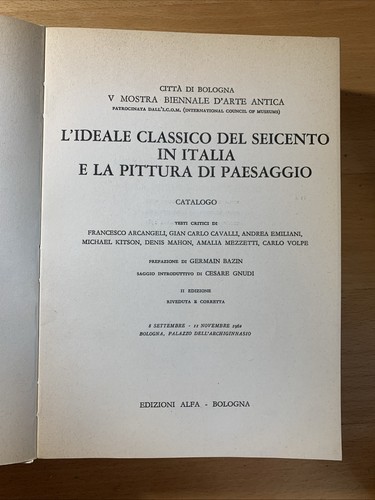 CITTÀ DI BOLOGNA
V MOSTRA BIENNALE D'ARTE ANTICA
PATROCINATA DALL'I.C.O.M. (INTERNATIONAL COUNCIL OF MUSEUMS)
L'IDEALE CLASSICO DEL SEICENTO
IN ITALIA
E LA PITTURA DI PAESAGGIO
CATALOGO
TESTI CRITICI DI
FRANCESCO ARCANGELI, GIAN CARLO CAVALLI, ANDREA EMILIANI,
MICHAEL KITSON, DENIS MAHON, AMALIA MEZZETTI, CARLO VOLPE
PREFAZIONE DI GERMAIN BAZIN
SAGGIO INTRODUTTIVO DI CESARE GNUDI
II EDIZIONE
RIVEDUTA E CORRETTA
8 SETTEMBRE - 11 NOVEMBRE 1962
BOLOGNA, PALAZZO DELL'ARCHIGINNASIO
EDIZIONI ALFA - BOLOGNA